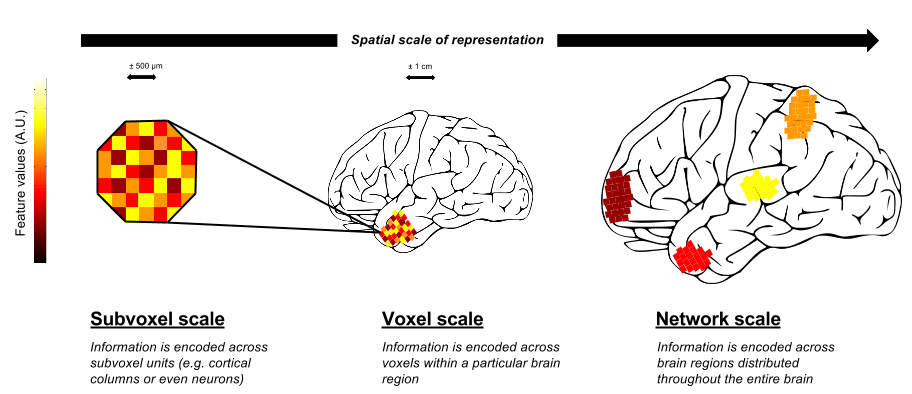 Spatial scale of representation
± 500 µm
± 1 cm
Feature values (A.U.)
Subvoxel scale
Information is encoded across
subvoxel units (e.g. cortical
columns or even neurons)
Voxel scale
Information is encoded across
voxels within a particular brain
region
Network scale
Information is encoded across
brain regions distributed
throughout the entire brain